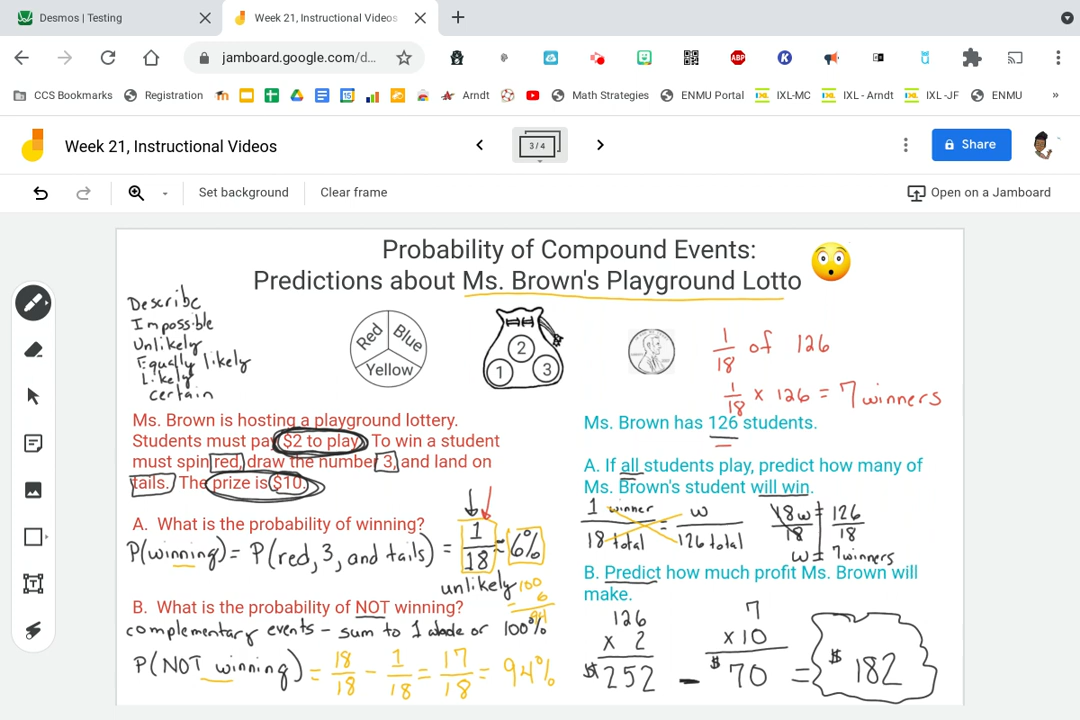 Desmos | Testing
Week 21, Instructional Videos
jamboard.google.com/d...
ABP
K
CCS Bookmarks
Registration
Arndt
Math Strategies
ENMU Portal
IXL-MC
IXL - Arndt
IXL -JF
ENMU
»
Week 21, Instructional Videos
3 / 4
Share
Set background
Clear frame
Open on a Jamboard
Probability of Compound Events:
Predictions about Ms. Brown's Playground Lotto
Describe
Impossible
Unlikely
Equally likely
Likely
certain
Red
Blue
Yellow
2
1
3
1/18 of 126
1/18 x 126 = 7 winners
Ms. Brown is hosting a playground lottery.
Students must pay $2 to play. To win a student
must spin red, draw the number 3, and land on
tails. The prize is $10.
A. What is the probability of winning?
P(winning) = P(red, 3, and tails) = 1/18 = 6%
unlikely
100
- 6
94
B. What is the probability of NOT winning?
complementary events - sum to 1 whole or 100%
P(NOT winning) = 18/18 - 1/18 = 17/18 = 94%
Ms. Brown has 126 students.
A. If all students play, predict how many of
Ms. Brown's student will win.
1 winner/18 total = w/126 total
18w/18 = 126/18
w = 7 winners
B. Predict how much profit Ms. Brown will
make.
126
x 2
$252
-
7
x 10
$70
= $182